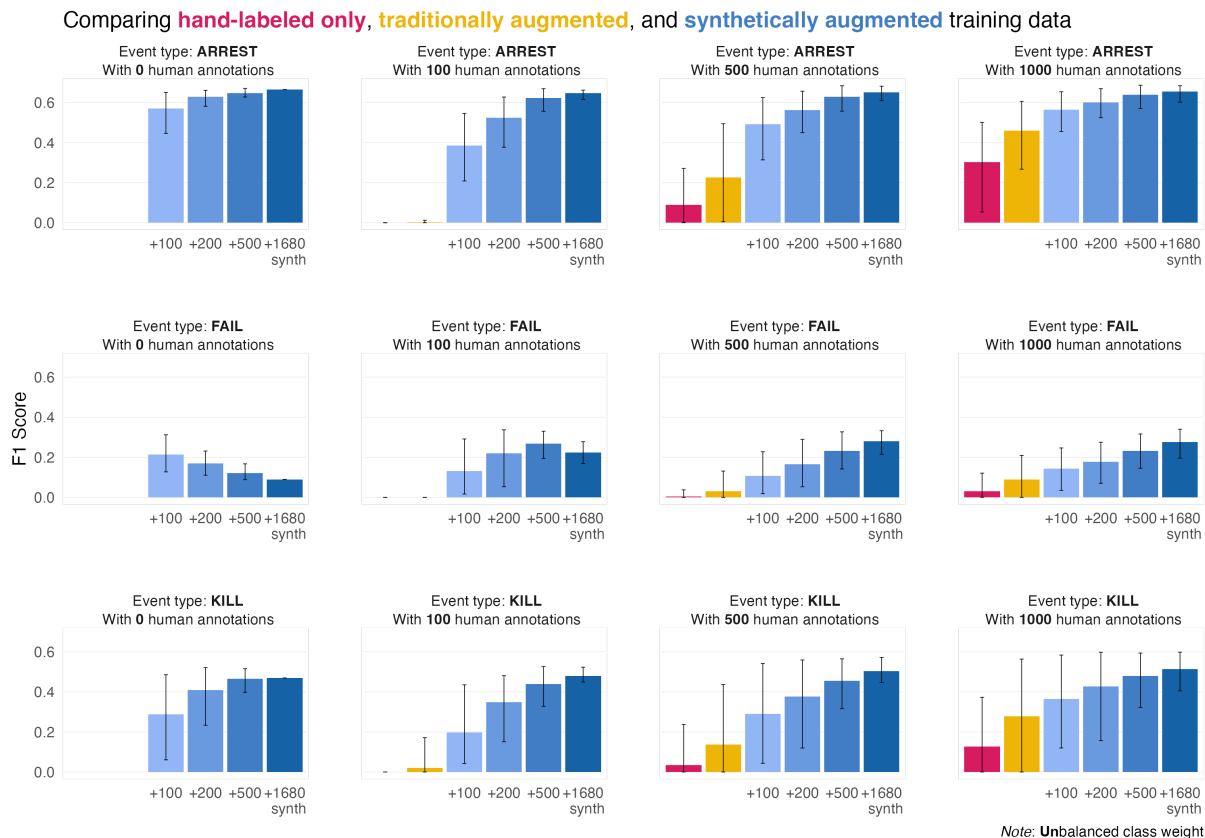 Comparing hand-labeled only, traditionally augmented, and synthetically augmented training data
Event type: ARREST
With 0 human annotations
Event type: ARREST
With 100 human annotations
Event type: ARREST
With 500 human annotations
Event type: ARREST
With 1000 human annotations
0.6
0.4
0.2
0.0
+100 +200 +500 +1680
synth
+100 +200 +500 +1680
synth
+100 +200 +500 +1680
synth
+100 +200 +500 +1680
synth
Event type: FAIL
With 0 human annotations
Event type: FAIL
With 100 human annotations
Event type: FAIL
With 500 human annotations
Event type: FAIL
With 1000 human annotations
F1 Score
0.6
0.4
0.2
0.0
+100 +200 +500 +1680
synth
+100 +200 +500 +1680
synth
+100 +200 +500 +1680
synth
+100 +200 +500 +1680
synth
Event type: KILL
With 0 human annotations
Event type: KILL
With 100 human annotations
Event type: KILL
With 500 human annotations
Event type: KILL
With 1000 human annotations
0.6
0.4
0.2
0.0
+100 +200 +500 +1680
synth
+100 +200 +500 +1680
synth
+100 +200 +500 +1680
synth
+100 +200 +500 +1680
synth
Note: Unbalanced class weight